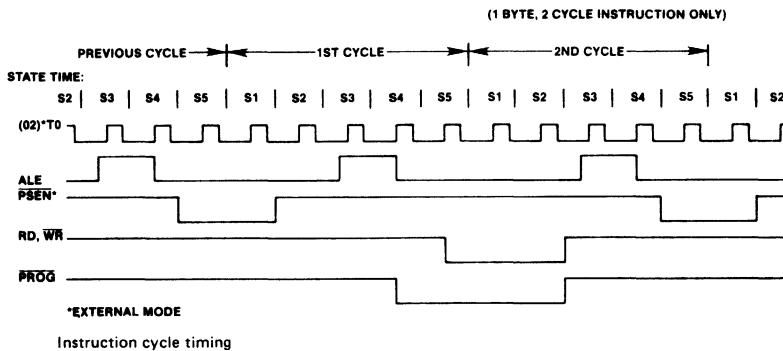 (1 BYTE, 2 CYCLE INSTRUCTION ONLY)
PREVIOUS CYCLE 1ST CYCLE 2ND CYCLE
STATE TIME:
S2 | S3 | S4 | S5 | S1 | S2 | S3 | S4 | S5 | S1 | S2 | S3 | S4 | S5 | S1 | S2
(02)*T0
ALE
PSEN*
RD, WR
PROG
*EXTERNAL MODE
Instruction cycle timing